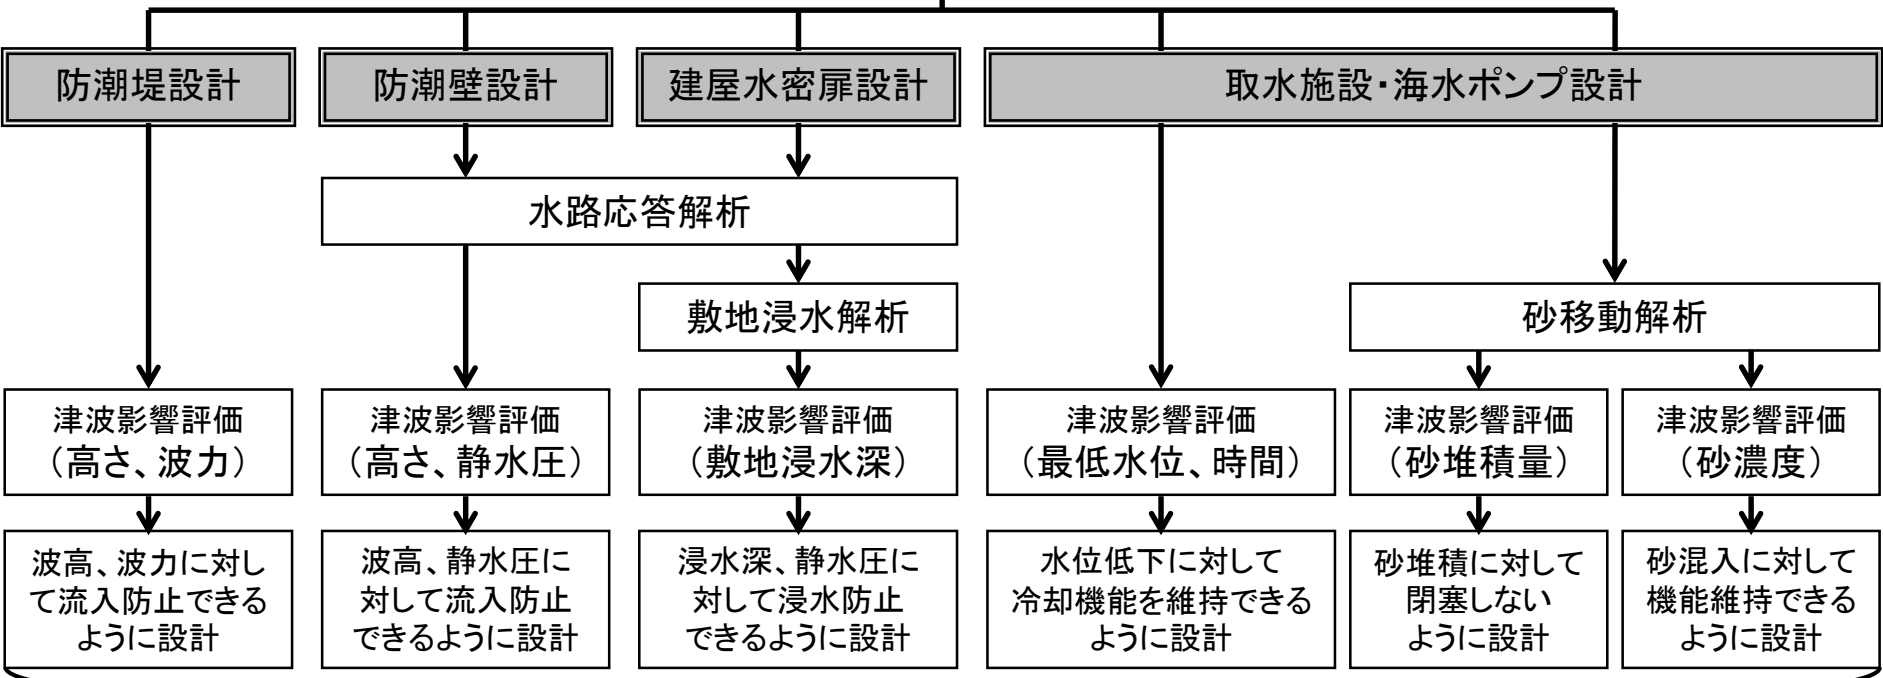 防潮堤設計
防潮壁設計
建屋水密扉設計
取水施設・海水ポンプ設計
水路応答解析
敷地浸水解析
砂移動解析
津波影響評価
（高さ、波力）
津波影響評価
（高さ、静水圧）
津波影響評価
（敷地浸水深）
津波影響評価
（最低水位、時間）
津波影響評価
（砂堆積量）
津波影響評価
（砂濃度）
波高、波力に対し
て流入防止できる
ように設計
波高、静水圧に
対して流入防止
できるように設計
浸水深、静水圧に
対して浸水防止
できるように設計
水位低下に対して
冷却機能を維持できる
ように設計
砂堆積に対して
閉塞しない
ように設計
砂混入に対して
機能維持できる
ように設計